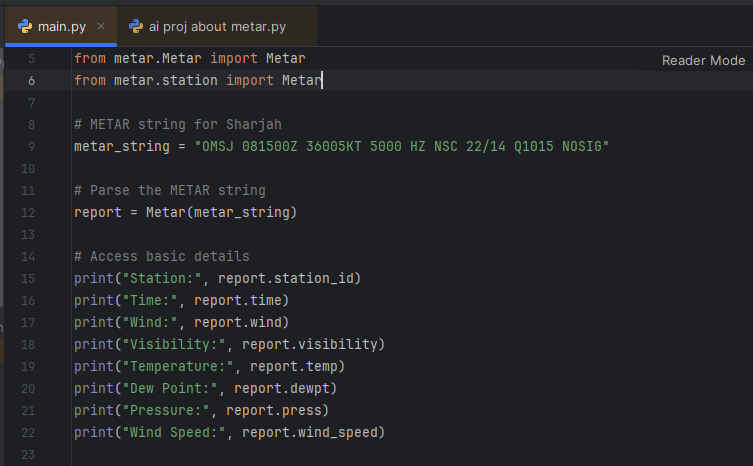 main.py
ai proj about metar.py
Reader Mode
5 from metar.Metar import Metar
6 from metar.station import Metar
7
8 # METAR string for Sharjah
9 metar_string = "OMSJ 081500Z 36005KT 5000 HZ NSC 22/14 Q1015 NOSIG"
10
11 # Parse the METAR string
12 report = Metar(metar_string)
13
14 # Access basic details
15 print("Station:", report.station_id)
16 print("Time:", report.time)
17 print("Wind:", report.wind)
18 print("Visibility:", report.visibility)
19 print("Temperature:", report.temp)
20 print("Dew Point:", report.dewpt)
21 print("Pressure:", report.press)
22 print("Wind Speed:", report.wind_speed)
23